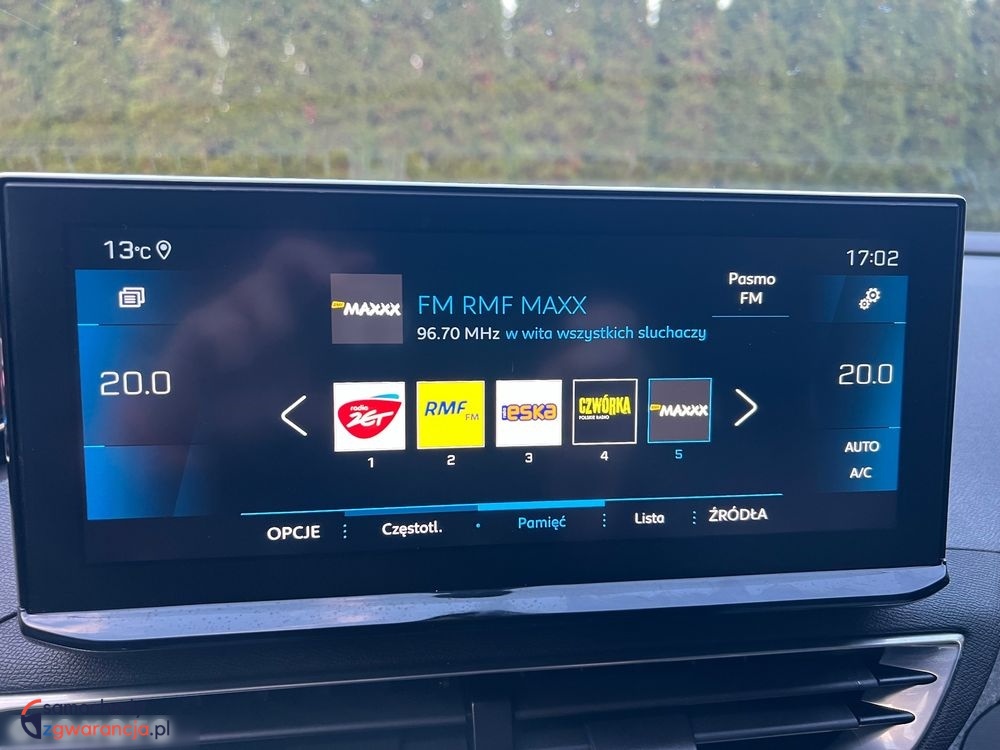 13°C
17:02
MAXXX
FM RMF MAXX
96.70 MHz w wita wszystkich sluchaczy
Pasmo
FM
20.0
20.0
radio
ZET
RMF FM
eska
CZWÓRKA
POLSKIE RADIO
MAXXX
1
2
3
4
5
AUTO
A/C
OPCJE
Częstotl.
Pamięć
Lista
ŹRÓDŁA
zgwarancja.pl